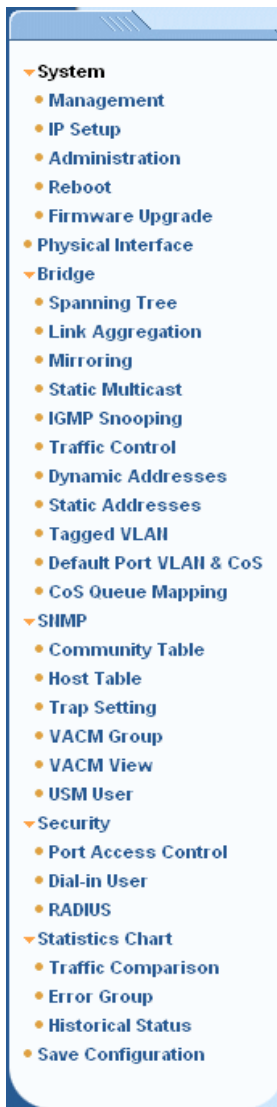 System
Management
IP Setup
Administration
Reboot
Firmware Upgrade
Physical Interface
Bridge
Spanning Tree
Link Aggregation
Mirroring
Static Multicast
IGMP Snooping
Traffic Control
Dynamic Addresses
Static Addresses
Tagged VLAN
Default Port VLAN & CoS
CoS Queue Mapping
SNMP
Community Table
Host Table
Trap Setting
VACM Group
VACM View
USM User
Security
Port Access Control
Dial-in User
RADIUS
Statistics Chart
Traffic Comparison
Error Group
Historical Status
Save Configuration